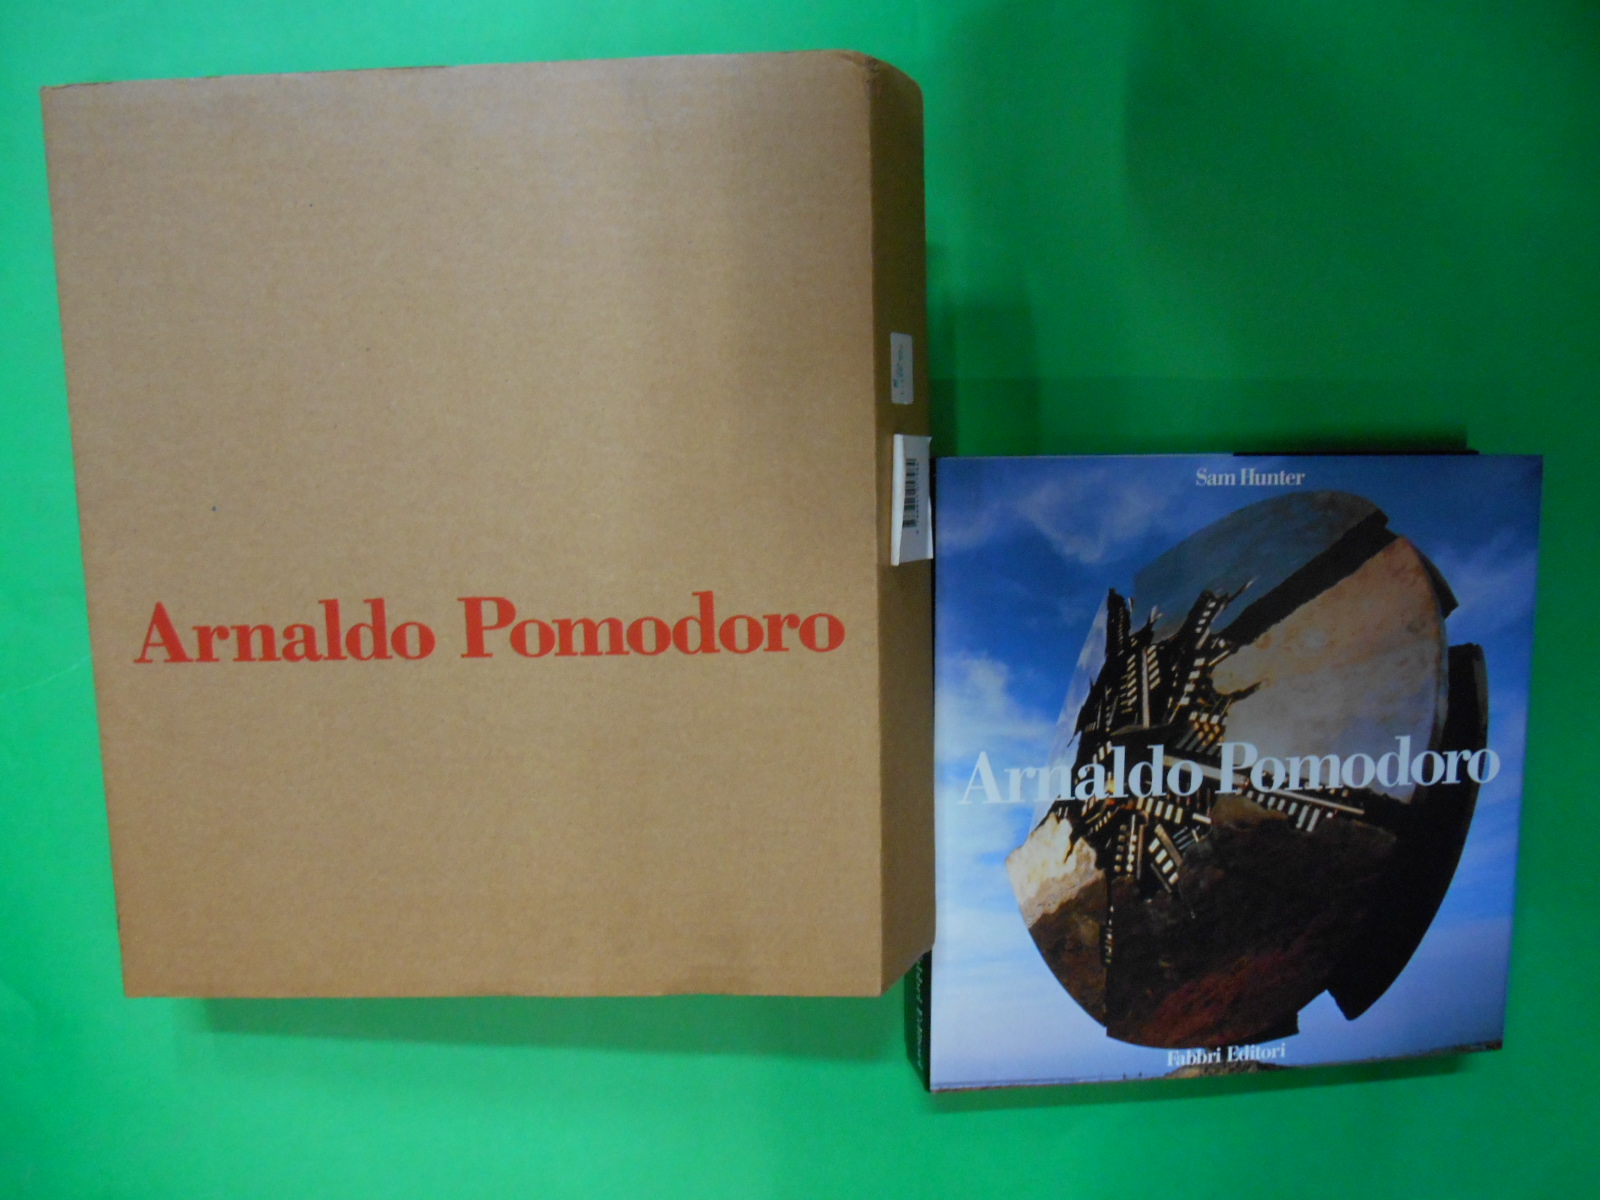 Arnaldo Pomodoro
Sam Hunter
Arnaldo Pomodoro
Fabbri Editori